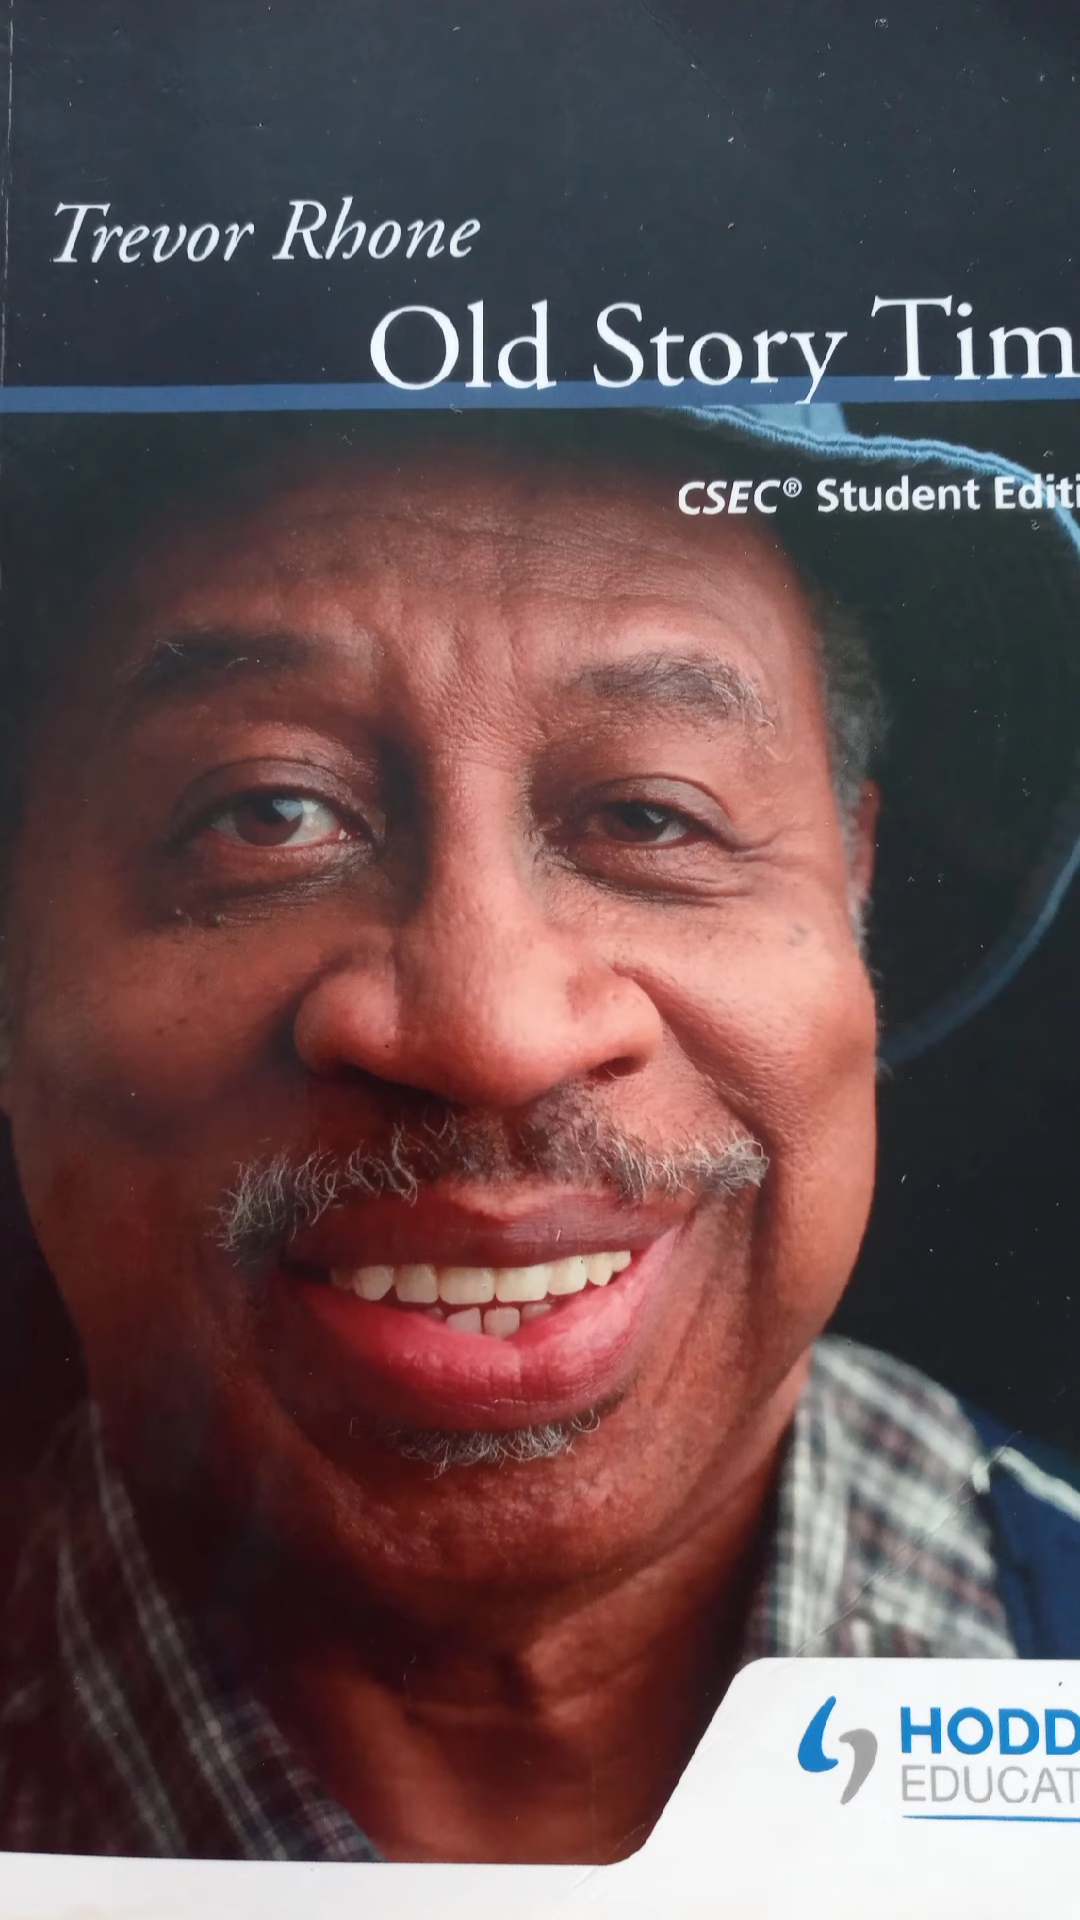 Trevor Rhone
Old Story Tim
CSEC® Student Editi
HODD
EDUCAT